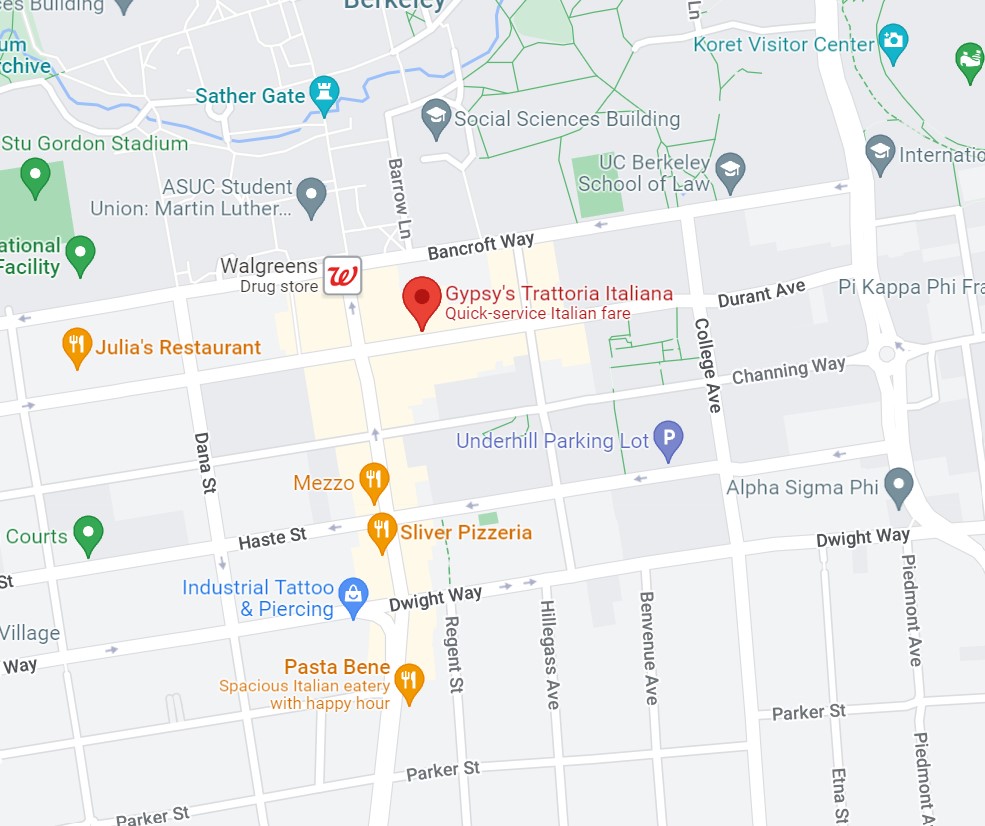 ces Building
Berkeley
Ln
um
rchive
Koret Visitor Center
Sather Gate
Social Sciences Building
Stu Gordon Stadium
Internatio
UC Berkeley
School of Law
ASUC Student
Union: Martin Luther...
Barrow Ln
ational
Facility
Bancroft Way
Walgreens
Drug store
W
Gypsy's Trattoria Italiana
Quick-service Italian fare
Durant Ave
Pi Kappa Phi Fra
Julia's Restaurant
College Ave
Channing Way
Dana St
Underhill Parking Lot
P
Mezzo
Alpha Sigma Phi
Courts
Haste St
Sliver Pizzeria
Dwight Way
St
Industrial Tattoo
& Piercing
Dwight Way
Piedmont Ave
Village
Way
Regent St
Hillegass Ave
Benvenue Ave
Pasta Bene
Spacious Italian eatery
with happy hour
Parker St
Parker St
Etna St
Piedmont A
Parker St